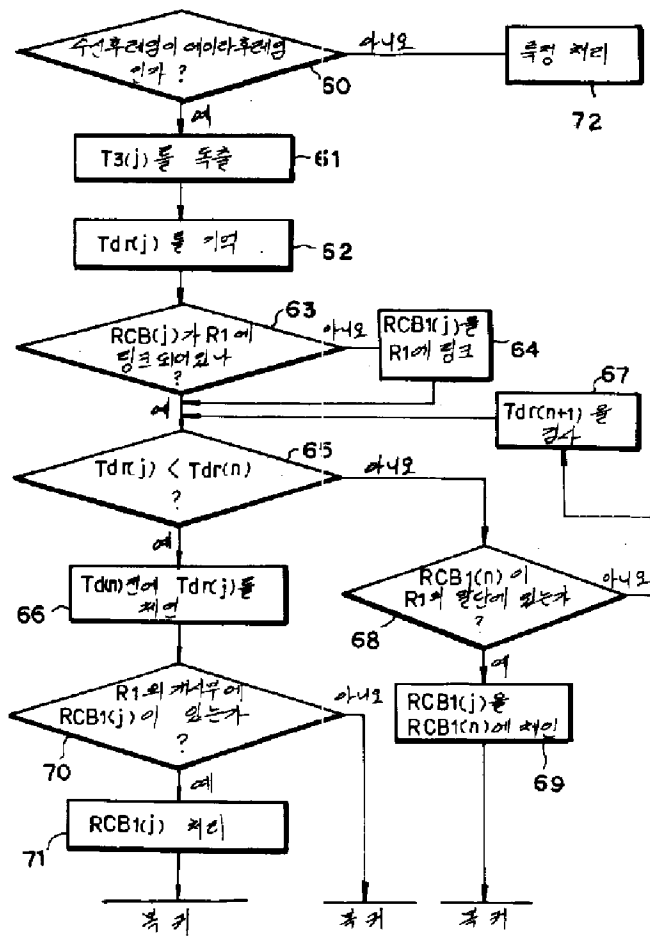 수신후레임이 에이라후레임
인가 ?
60
아니오
특정 처리
72
예
T3(j) 를 독출
61
Tdr(j) 를 기억
62
63
RCB(j)가 R1에
링크되어있나
?
아니오
RCB1(j)를
R1에 링크
64
예
67
Tdr(n+1) 을
검사
65
Tdr(j) < Tdr(n)
?
아니오
예
66
Td(n)전에 Tdr(j)를
체인
RCB1(n) 이
R1의 말단에 있는가
?
아니오
68
예
R1의 개시부에
RCB1(j)이 있는가
?
아니오
70
RCB1(j)을
RCB1(n)에 체인
69
예
RCB1(j) 처리
71
복귀
복귀
복귀